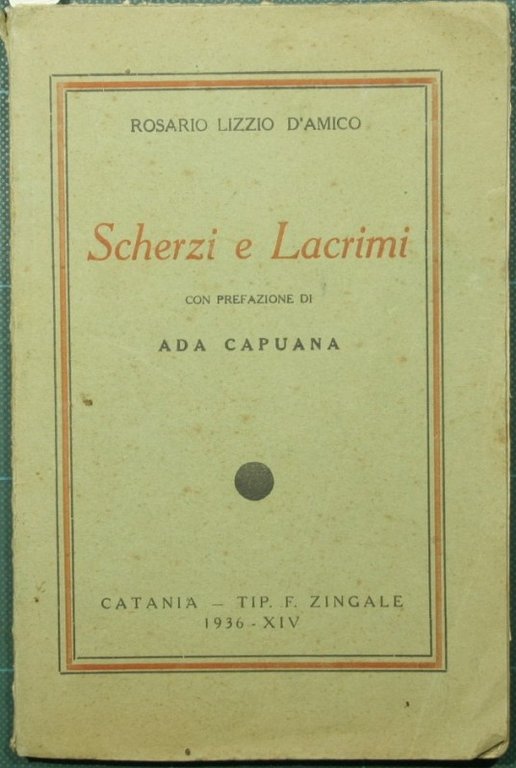 ROSARIO LIZZIO D'AMICO
Scherzi e Lacrimi
CON PREFAZIONE DI
ADA CAPUANA
CATANIA — TIP. F. ZINGALE
1936 - XIV